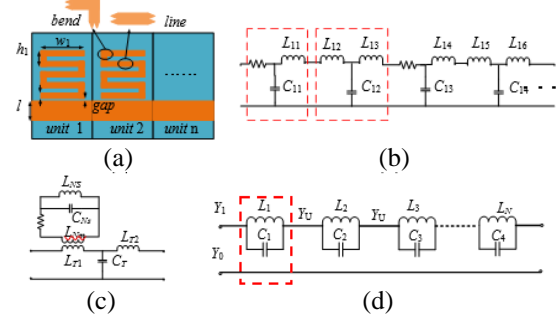 bend
line
h1
w1
......
l
gap
unit 1
unit 2
unit n
(a)
L11
L12
L13
L14
L15
L16
C11
C12
C13
C14
(b)
LNS
CNs
LT1
LT2
CT
(c)
Y1
L1
YU
L2
YU
L3
LN
C1
C2
C3
C4
Y0
(d)